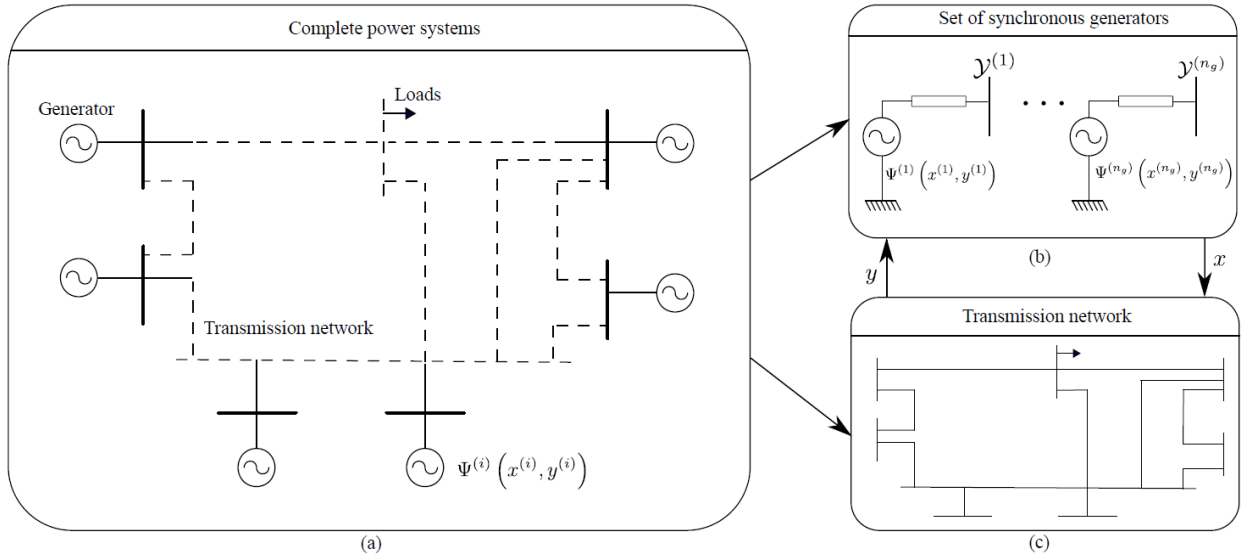 Complete power systems
Generator
Loads
Transmission network
Ψ^{(i)} (x^{(i)}, y^{(i)})
(a)
Set of synchronous generators
𝒴^{(1)}
𝒴^{(n_g)}
. . .
Ψ^{(1)} (x^{(1)}, y^{(1)})
Ψ^{(n_g)} (x^{(n_g)}, y^{(n_g)})
(b)
y
x
Transmission network
(c)